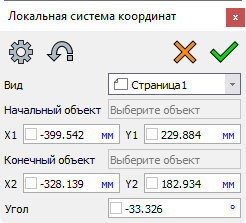 Локальная система координат
x
Вид Страница1
Начальный объект Выберите объект
X1 -399.542 мм Y1 229.884 мм
Конечный объект Выберите объект
X2 -328.139 мм Y2 182.934 мм
Угол -33.326 °